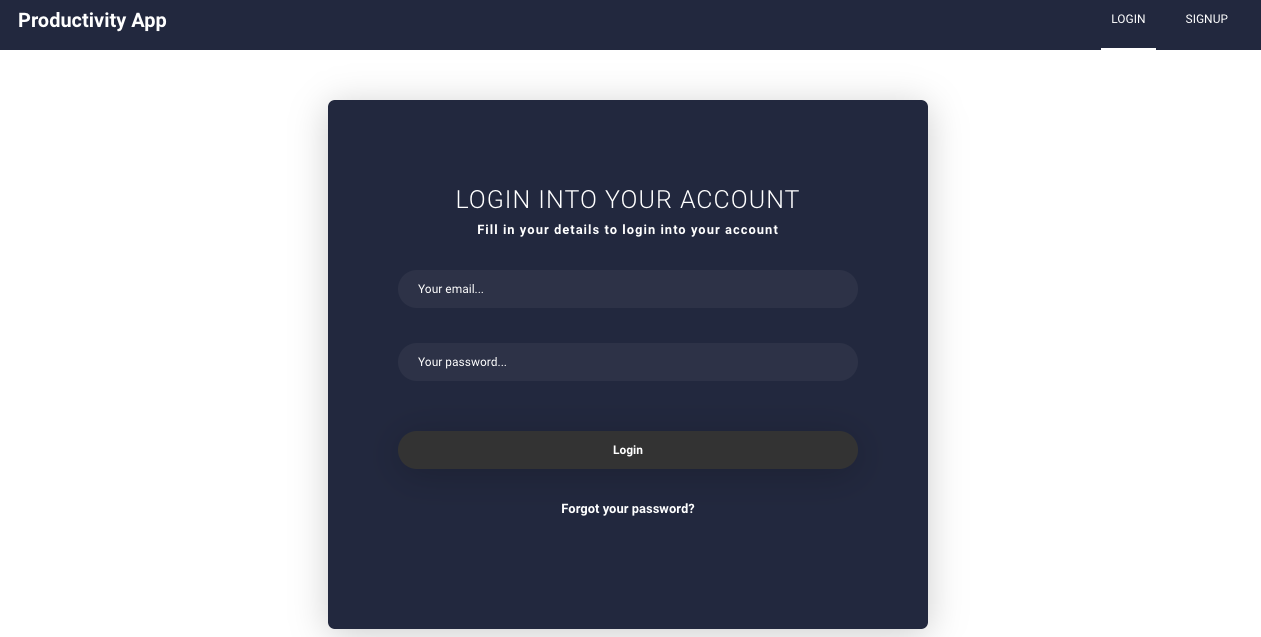 Productivity App
LOGIN SIGNUP
LOGIN INTO YOUR ACCOUNT
Fill in your details to login into your account
Your email...
Your password...
Login
Forgot your password?